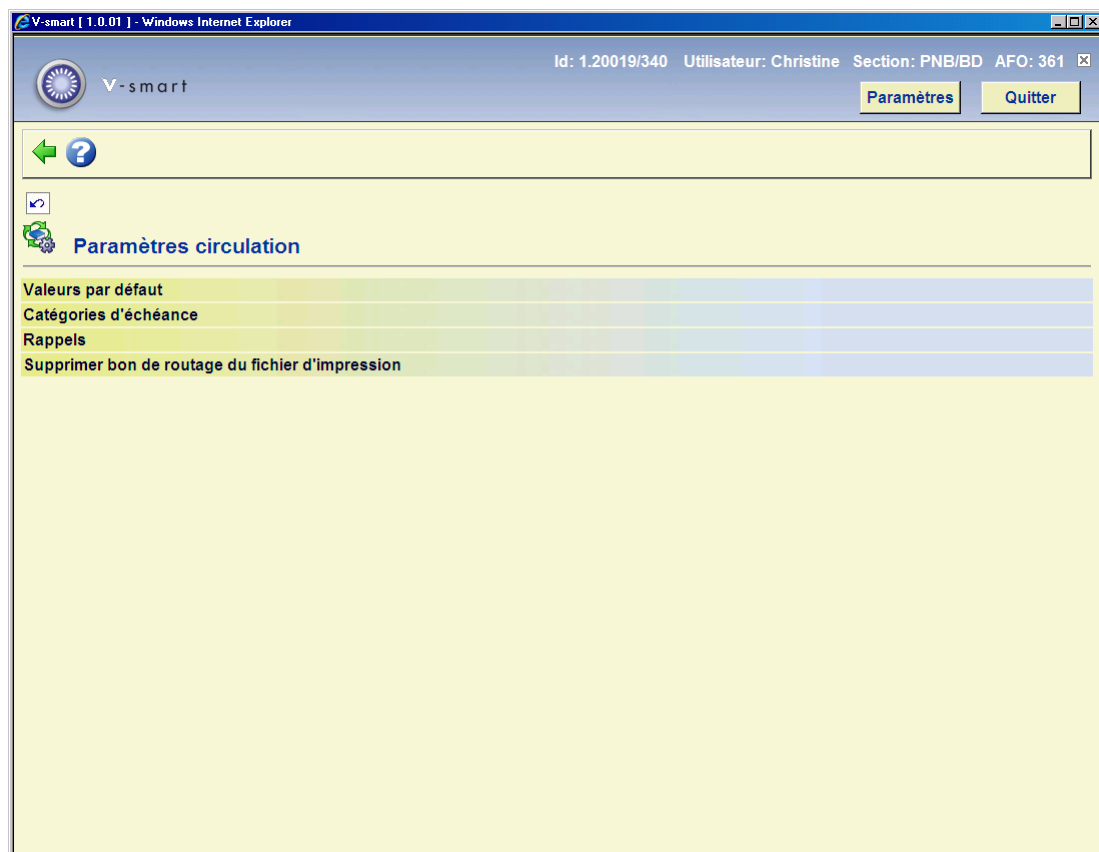 V-smart [ 1.0.01 ] - Windows Internet Explorer
Id: 1.20019/340 Utilisateur: Christine Section: PNB/BD AFO: 361
V-smart
Paramètres Quitter
Paramètres circulation
Valeurs par défaut
Catégories d'échéance
Rappels
Supprimer bon de routage du fichier d'impression